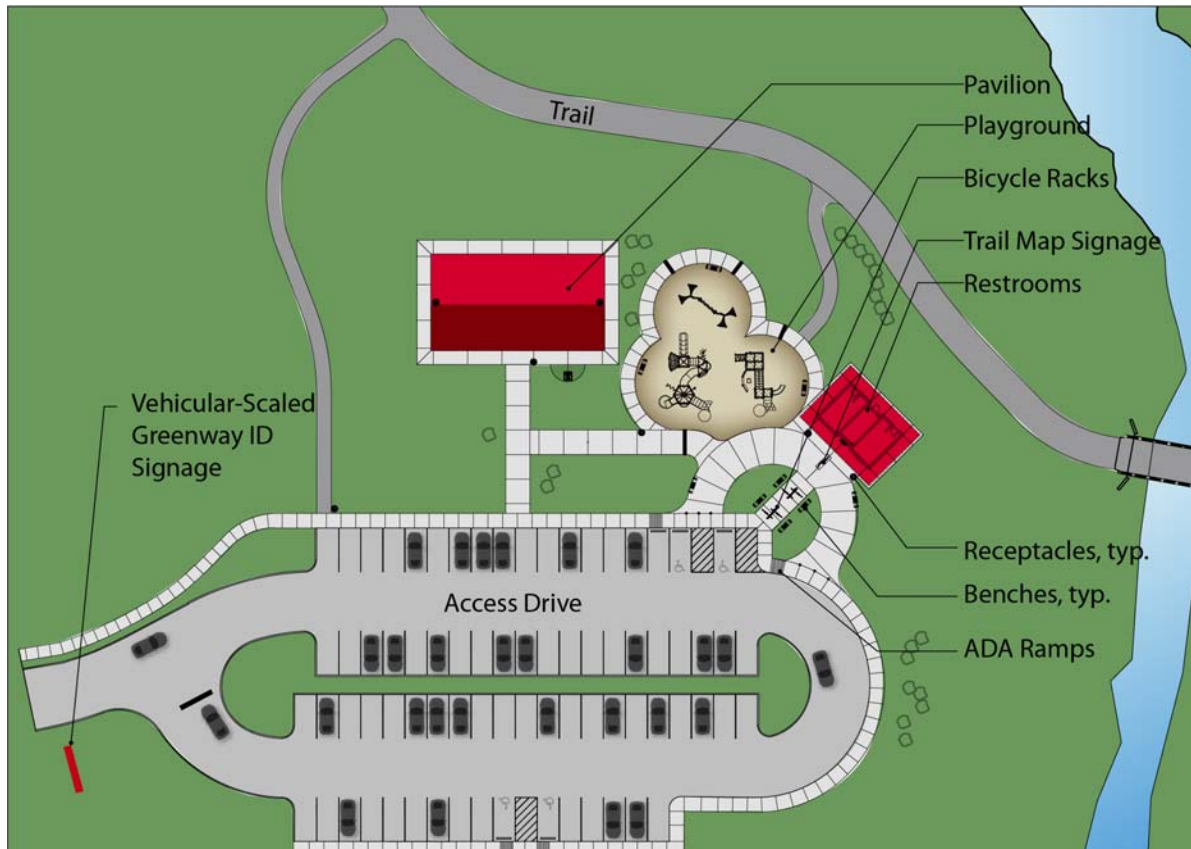 Pavilion
Trail
Playground
Bicycle Racks
Trail Map Signage
Restrooms
Vehicular-Scaled
Greenway ID
Signage
Receptacles, typ.
Access Drive
Benches, typ.
ADA Ramps